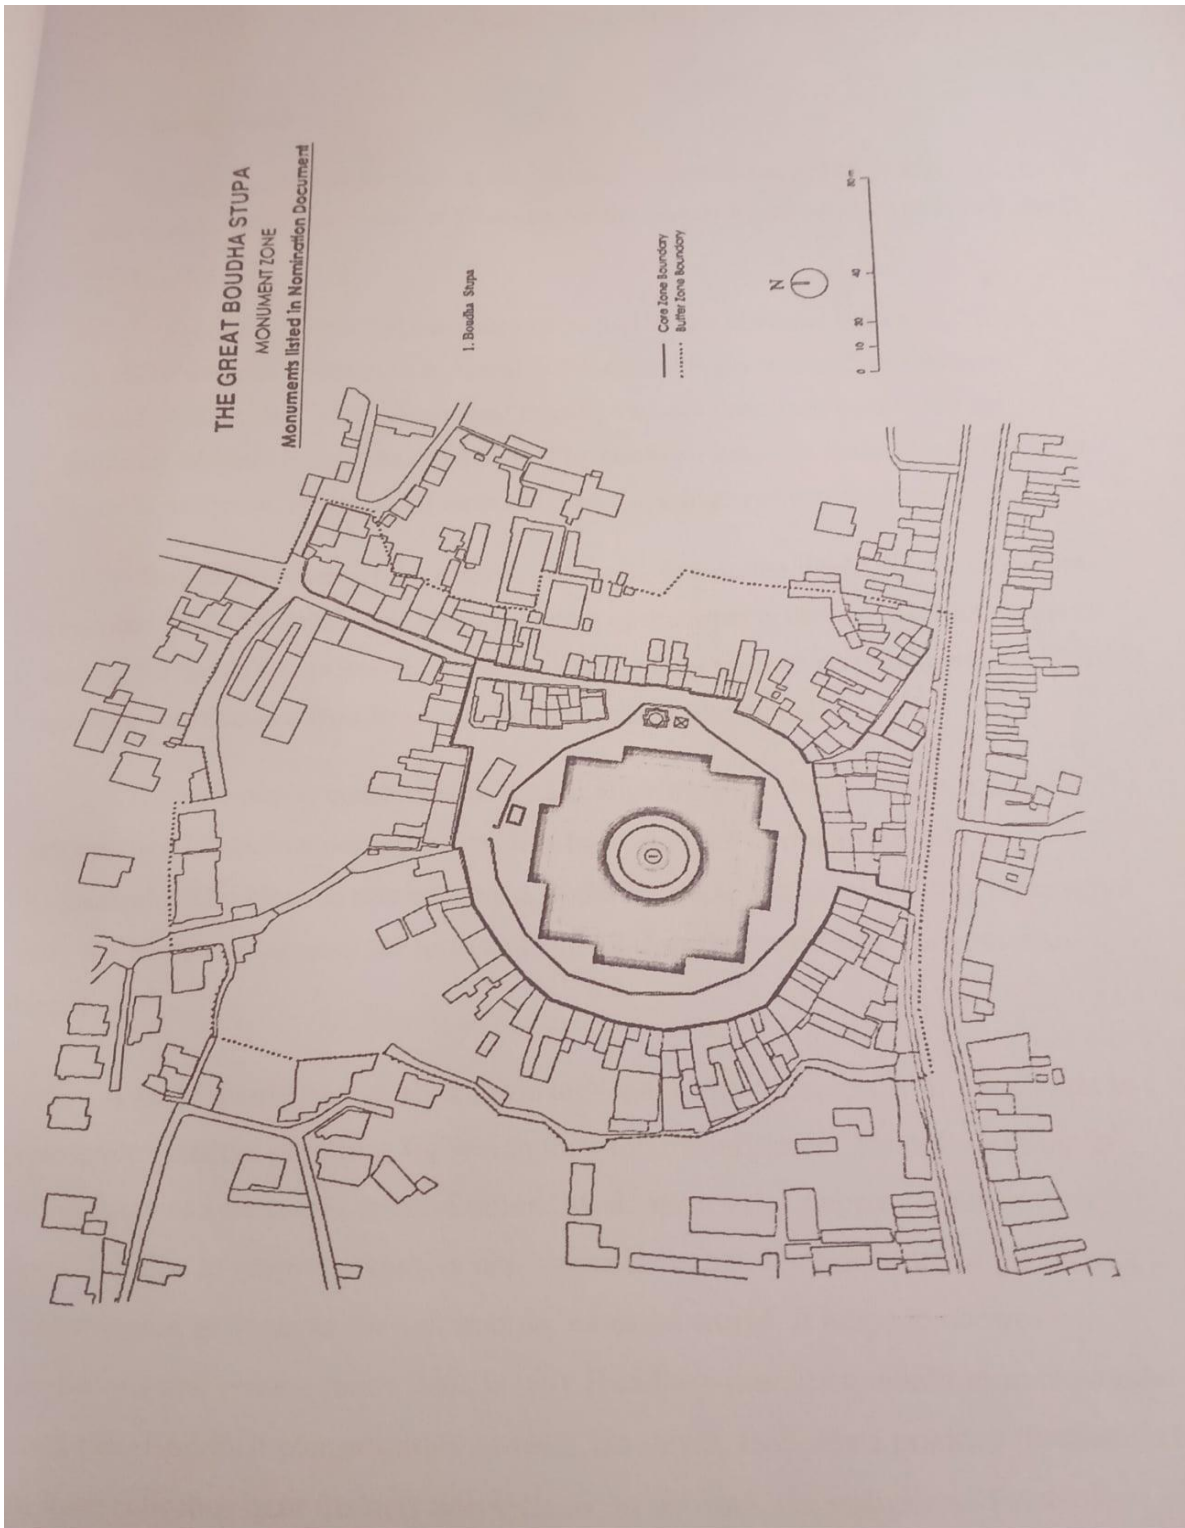 THE GREAT BOUDHA STUPA
MONUMENT ZONE
Monuments listed in Nomination Document
1. Boudha Stupa
Core Zone Boundary
Buffer Zone Boundary
N
0 10 20 40 80 m